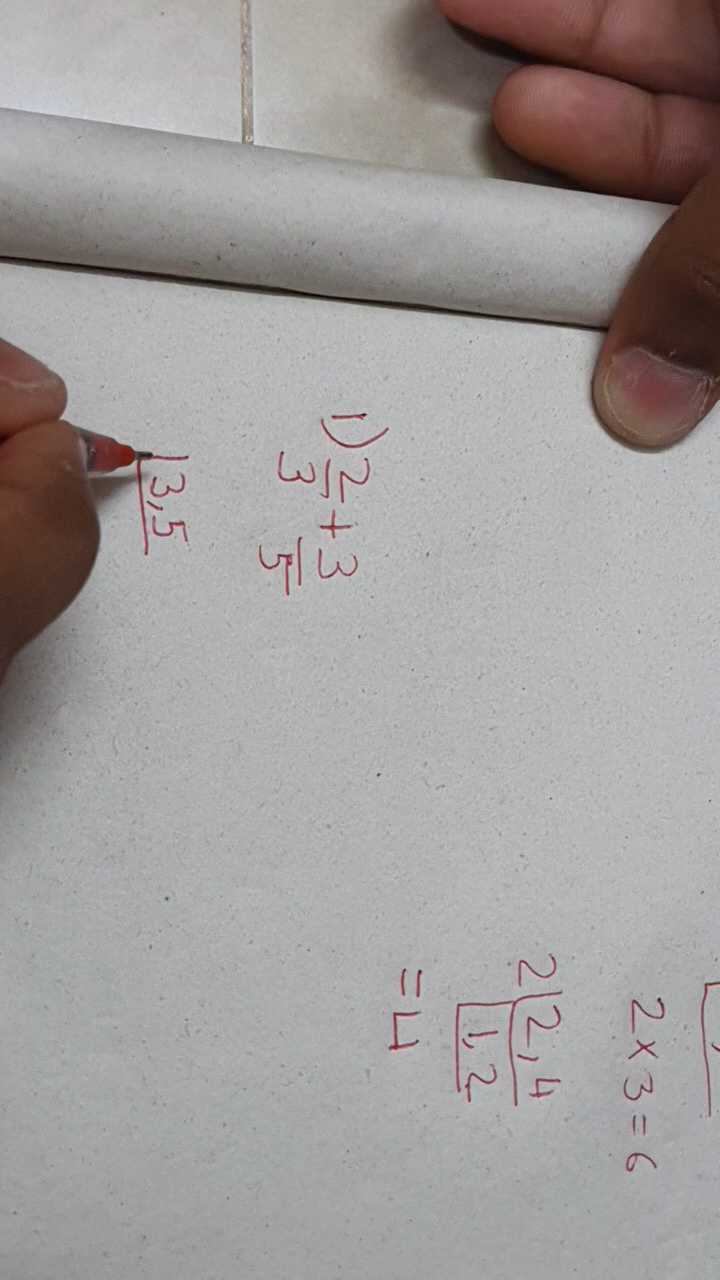 2 × 3 = 6
2|2,4
|1,2
= 4
1) 2/3 + 3/5
|3,5